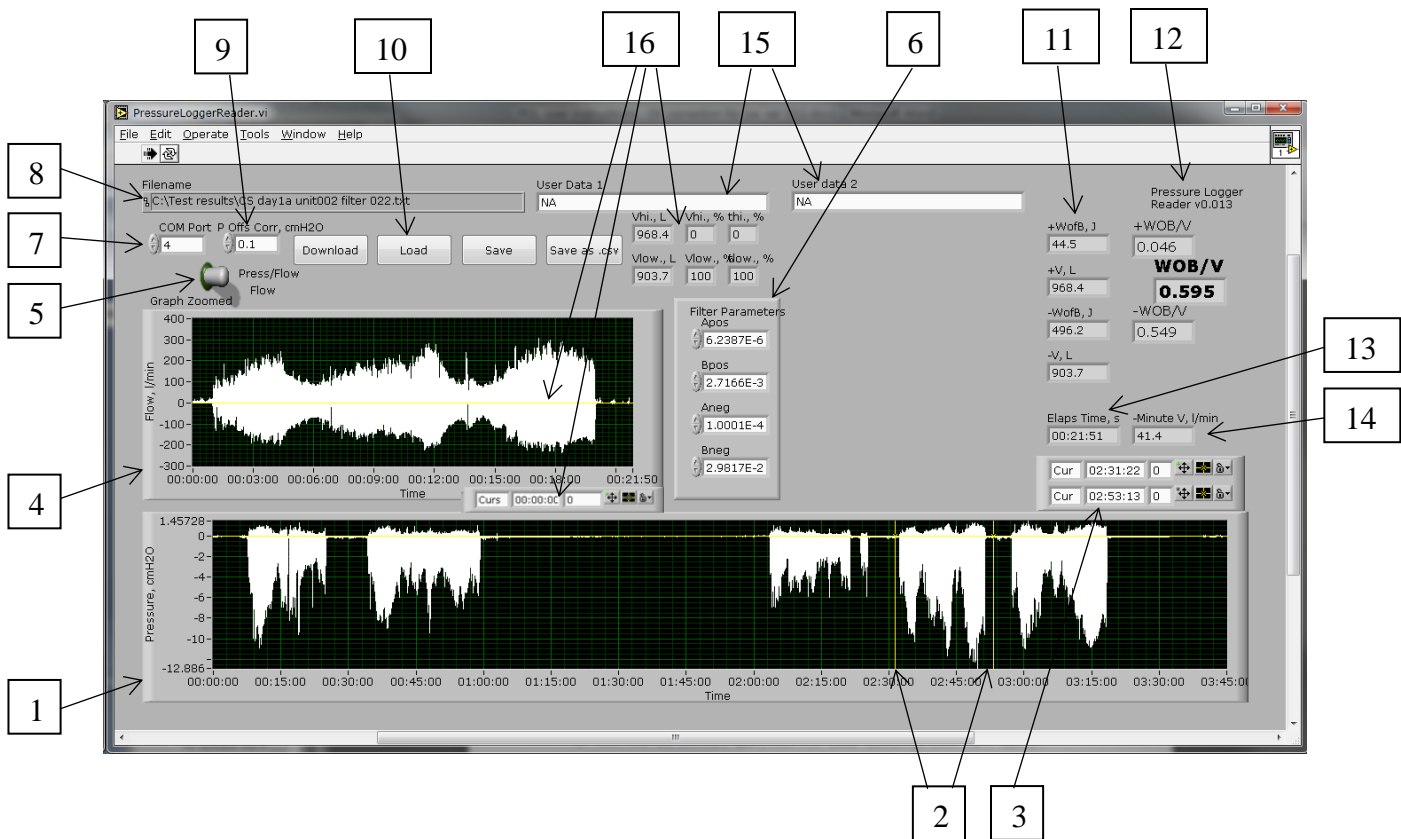 9
10
16
15
6
11
12
PressureLoggerReader.vi
File Edit Operate Tools Window Help
1
8
Filename
C:\Test results\CS day1a unit002 filter 022.txt
User Data 1
NA
User data 2
NA
Pressure Logger
Reader v0.013
7
COM Port
4
P Offs Corr, cmH2O
0.1
Download
Load
Save
Save as .csv
Vhi., L
968.4
Vhi., %
0
thi., %
0
Vlow., L
903.7
Vlow., %
100
tlow., %
100
+WofB, J
44.5
+WOB/V
0.046
WOB/V
0.595
+V, L
968.4
-WofB, J
496.2
-WOB/V
0.549
-V, L
903.7
5
Press/Flow
Flow
Graph Zoomed
400
300
200
100
0
-100
-200
-300
Flow, l/min
00:00:00 00:03:00 00:06:00 00:09:00 00:12:00 00:15:00 00:18:00 00:21:50
Time
Filter Parameters
Apos
6.2387E-6
Bpos
2.7166E-3
Aneg
1.0001E-4
Bneg
2.9817E-2
13
Elaps Time, s
00:21:51
-Minute V, l/min
41.4
14
4
Curs 00:00:00 0
Cur 02:31:22 0
Cur 02:53:13 0
1.45728
0
-2
-4
-6
-8
-10
-12.886
Pressure, cmH2O
00:00:00 00:15:00 00:30:00 00:45:00 01:00:00 01:15:00 01:30:00 01:45:00 02:00:00 02:15:00 02:30:00 02:45:00 03:00:00 03:15:00 03:30:00 03:45:0
Time
1
2
3